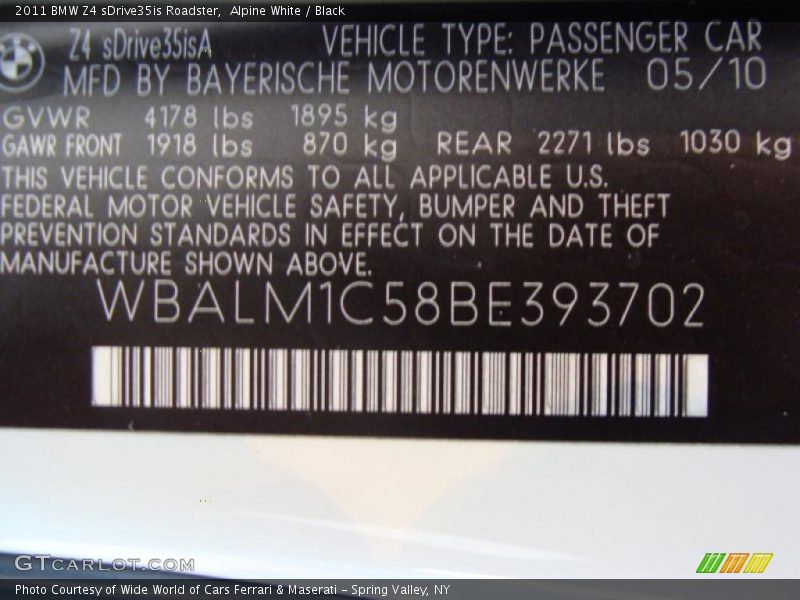 2011 BMW Z4 sDrive35is Roadster,  Alpine White / Black
Z4 sDrive35isA VEHICLE TYPE: PASSENGER CAR
MFD BY BAYERISCHE MOTORENWERKE 05/10
GVWR 4178 lbs 1895 kg
GAWR FRONT 1918 lbs 870 kg REAR 2271 lbs 1030 kg
THIS VEHICLE CONFORMS TO ALL APPLICABLE U.S.
FEDERAL MOTOR VEHICLE SAFETY, BUMPER AND THEFT
PREVENTION STANDARDS IN EFFECT ON THE DATE OF
MANUFACTURE SHOWN ABOVE.
WBALM1C58BE393702
GTCARLOT.COM
Photo Courtesy of Wide World of Cars Ferrari & Maserati – Spring Valley, NY